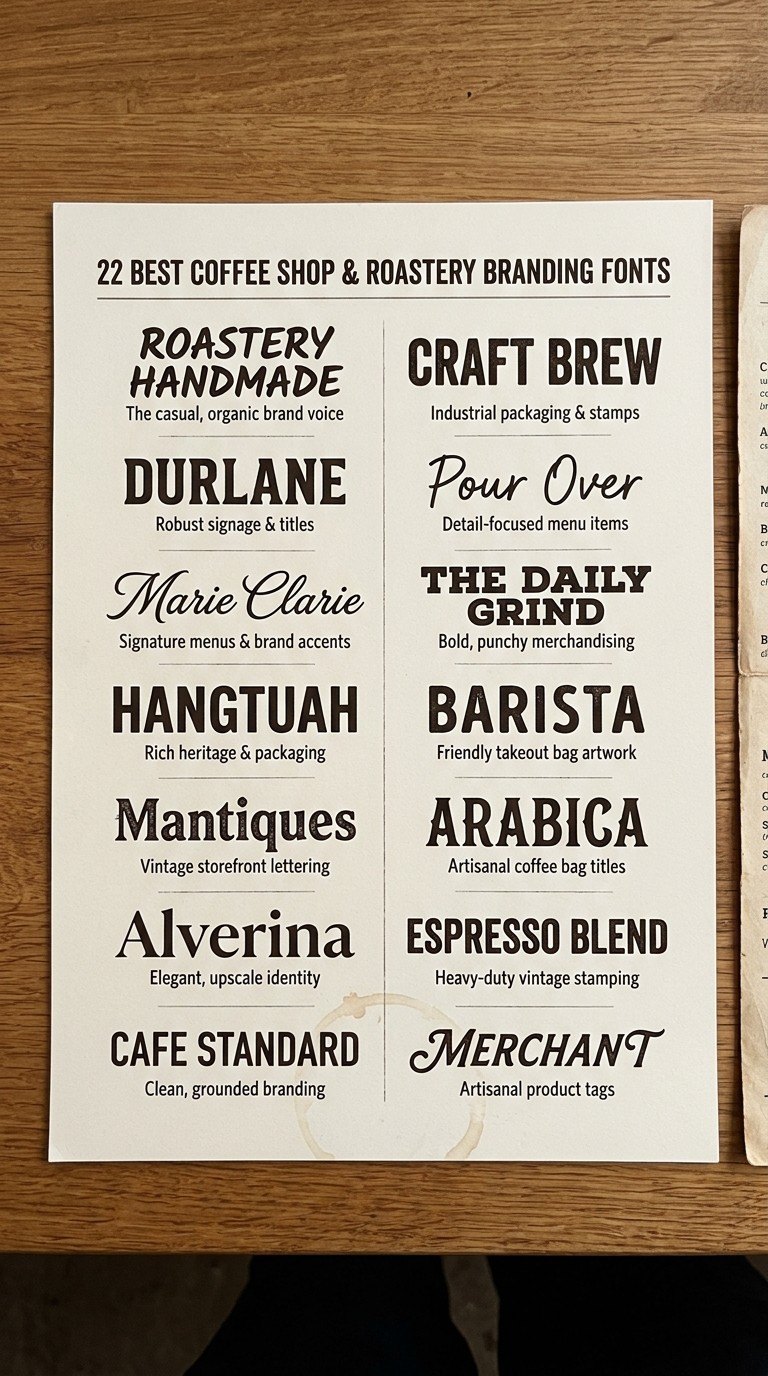 22 BEST COFFEE SHOP & ROASTERY BRANDING FONTS
ROASTERY
HANDMADE
The casual, organic brand voice
DURLANE
Robust signage & titles
Marie Clarie
Signature menus & brand accents
HANGTUAH
Rich heritage & packaging
Mantiques
Vintage storefront lettering
Alverina
Elegant, upscale identity
CAFE STANDARD
Clean, grounded branding
CRAFT BREW
Industrial packaging & stamps
Pour Over
Detail-focused menu items
THE DAILY
GRIND
Bold, punchy merchandising
BARISTA
Friendly takeout bag artwork
ARABICA
Artisanal coffee bag titles
ESPRESSO BLEND
Heavy-duty vintage stamping
MERCHANT
Artisanal product tags